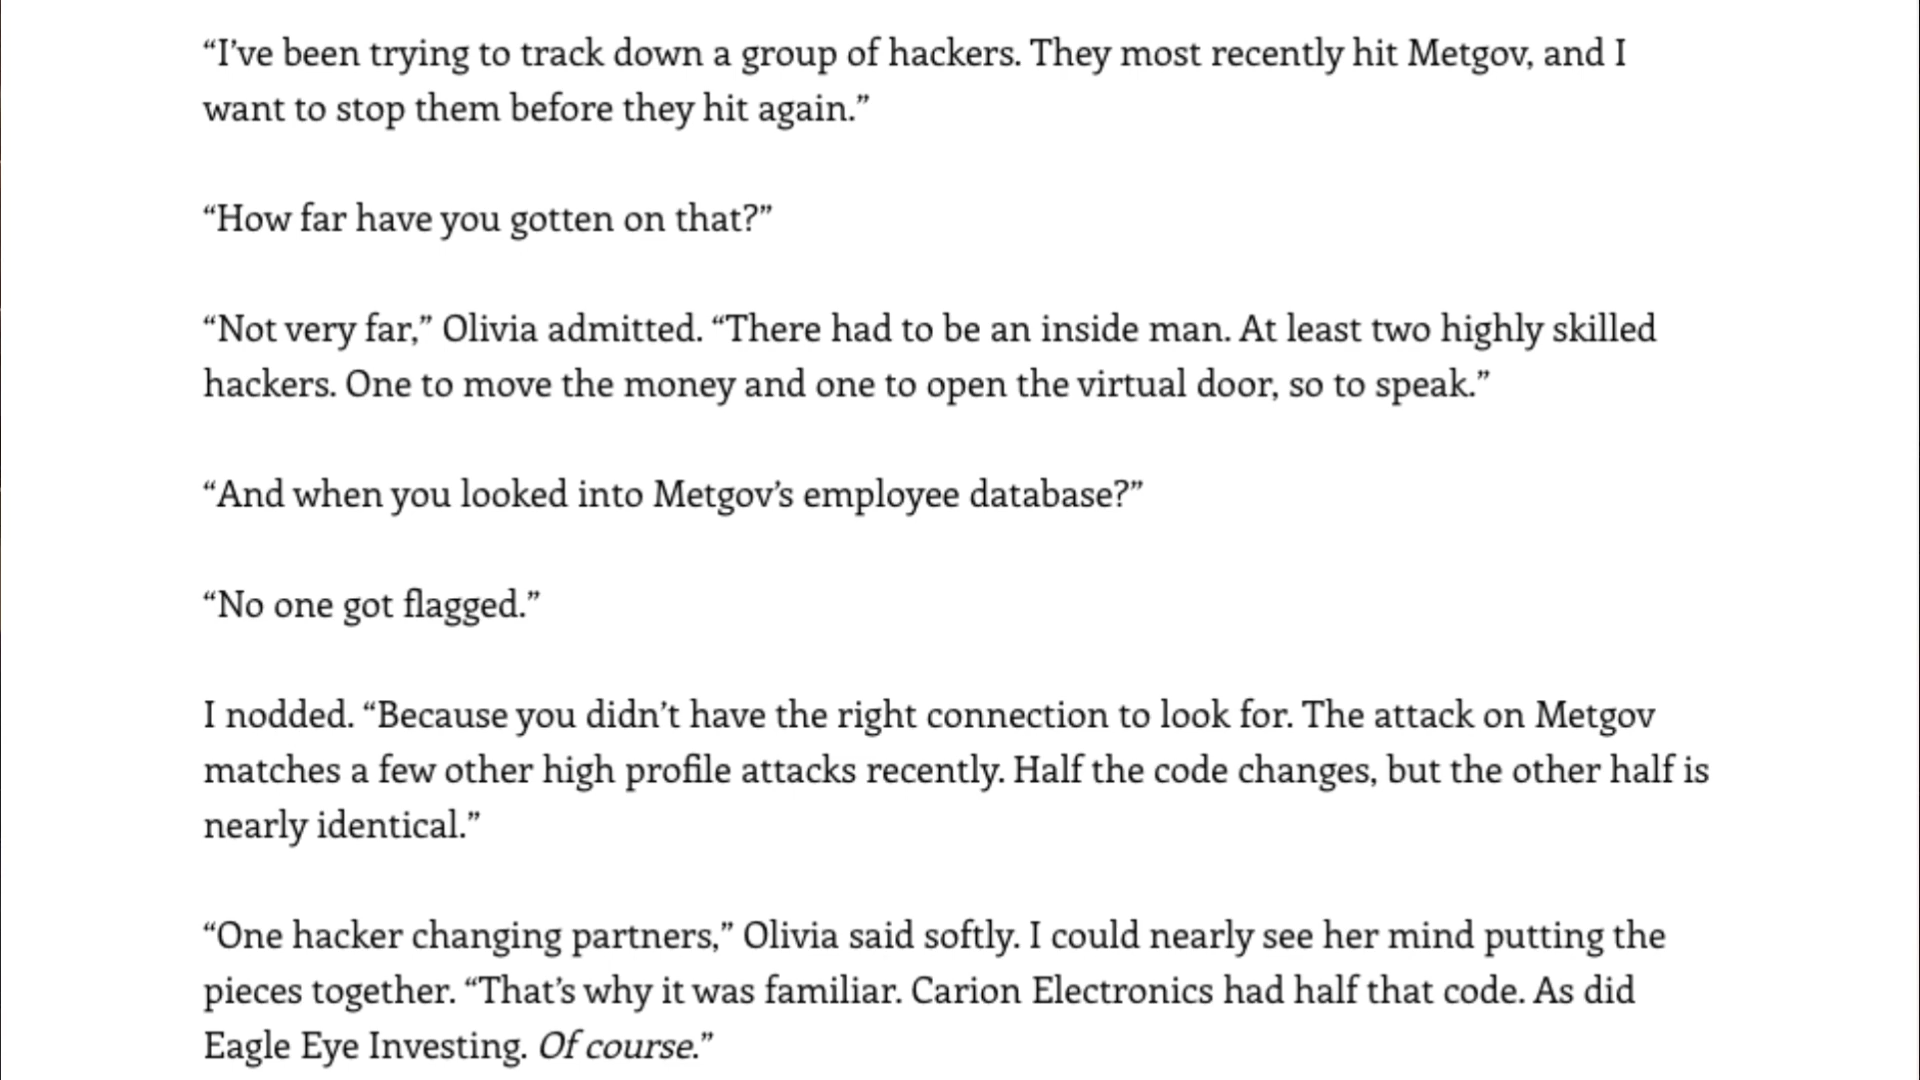 “I’ve been trying to track down a group of hackers. They most recently hit Metgov, and I
want to stop them before they hit again.”
“How far have you gotten on that?”
“Not very far,” Olivia admitted. “There had to be an inside man. At least two highly skilled
hackers. One to move the money and one to open the virtual door, so to speak.”
“And when you looked into Metgov’s employee database?”
“No one got flagged.”
I nodded. “Because you didn’t have the right connection to look for. The attack on Metgov
matches a few other high profile attacks recently. Half the code changes, but the other half is
nearly identical.”
“One hacker changing partners,” Olivia said softly. I could nearly see her mind putting the
pieces together. “That’s why it was familiar. Carion Electronics had half that code. As did
Eagle Eye Investing. Of course.”